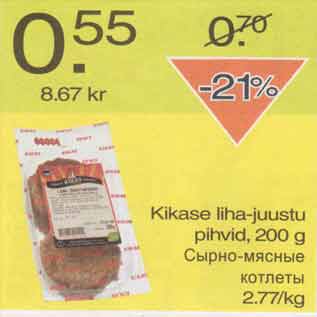 0.55
0.70
8.67 kr
-21%
KIKAS
Kikase liha-juustu
pihvid, 200 g
Сырно-мясные
котлеты
2.77/kg